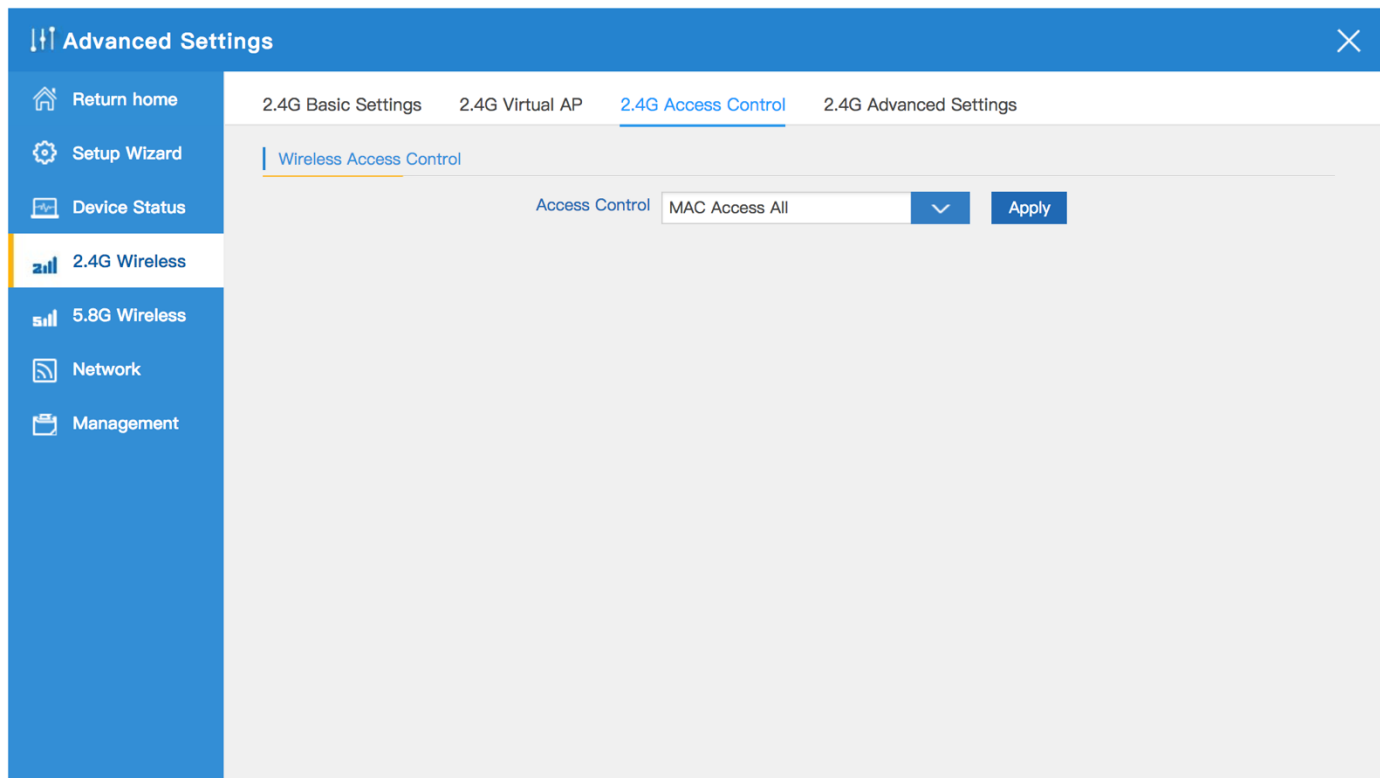 Advanced Settings
Return home
Setup Wizard
Device Status
2.4G Wireless
5.8G Wireless
Network
Management
2.4G Basic Settings 2.4G Virtual AP 2.4G Access Control 2.4G Advanced Settings
Wireless Access Control
Access Control MAC Access All Apply